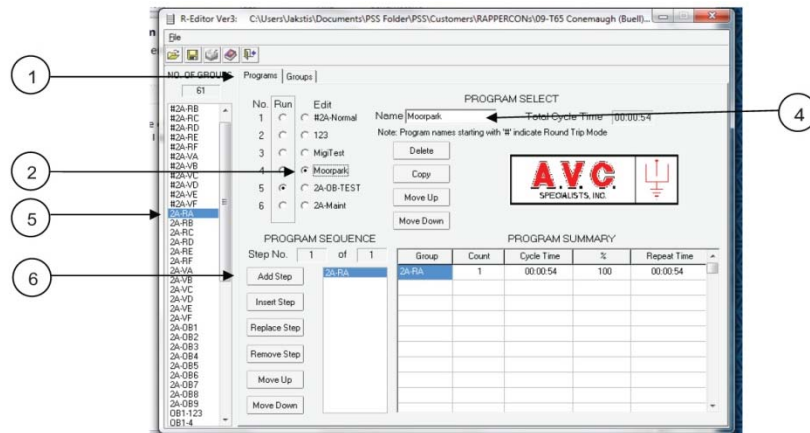 R-Editor Ver3: C:\Users\lakstis\Documents\PSS Folder\PSS\Customers\RAPPERCONs\09-T65 Conemaugh (Buell)...
File
NO. OF GROUPS
61
#2A-RB
#2A-RC
#2A-RD
#2A-RE
#2A-RF
#2A-VA
#2A-VB
#2A-VC
#2A-VD
#2A-VE
#2A-VF
2A-RA
2A-RB
2A-RC
2A-RD
2A-RE
2A-RF
2A-VA
2A-VB
2A-VC
2A-VD
2A-VE
2A-VF
2A-OB1
2A-OB2
2A-OB3
2A-OB4
2A-OB5
2A-OB6
2A-OB7
2A-OB8
2A-OB9
OB1-123
OB1-4
Programs Groups
No. Run Edit
1 #2A-Normal
2 123
3 MigiTest
4 Moorpark
5 2A-OB-TEST
6 2A-Maint
PROGRAM SELECT
Name Moorpark Total Cycle Time 00:00:54
Note: Program names starting with '#' indicate Round Trip Mode
Delete
Copy
Move Up
Move Down
A.V.C.
SPECIALISTS, INC.
PROGRAM SEQUENCE
Step No. 1 of 1
Add Step
Insert Step
Replace Step
Remove Step
Move Up
Move Down
2A-RA
PROGRAM SUMMARY
Group Count Cycle Time % Repeat Time
2A-RA 1 00:00:54 100 00:00:54
1
2
5
6
4